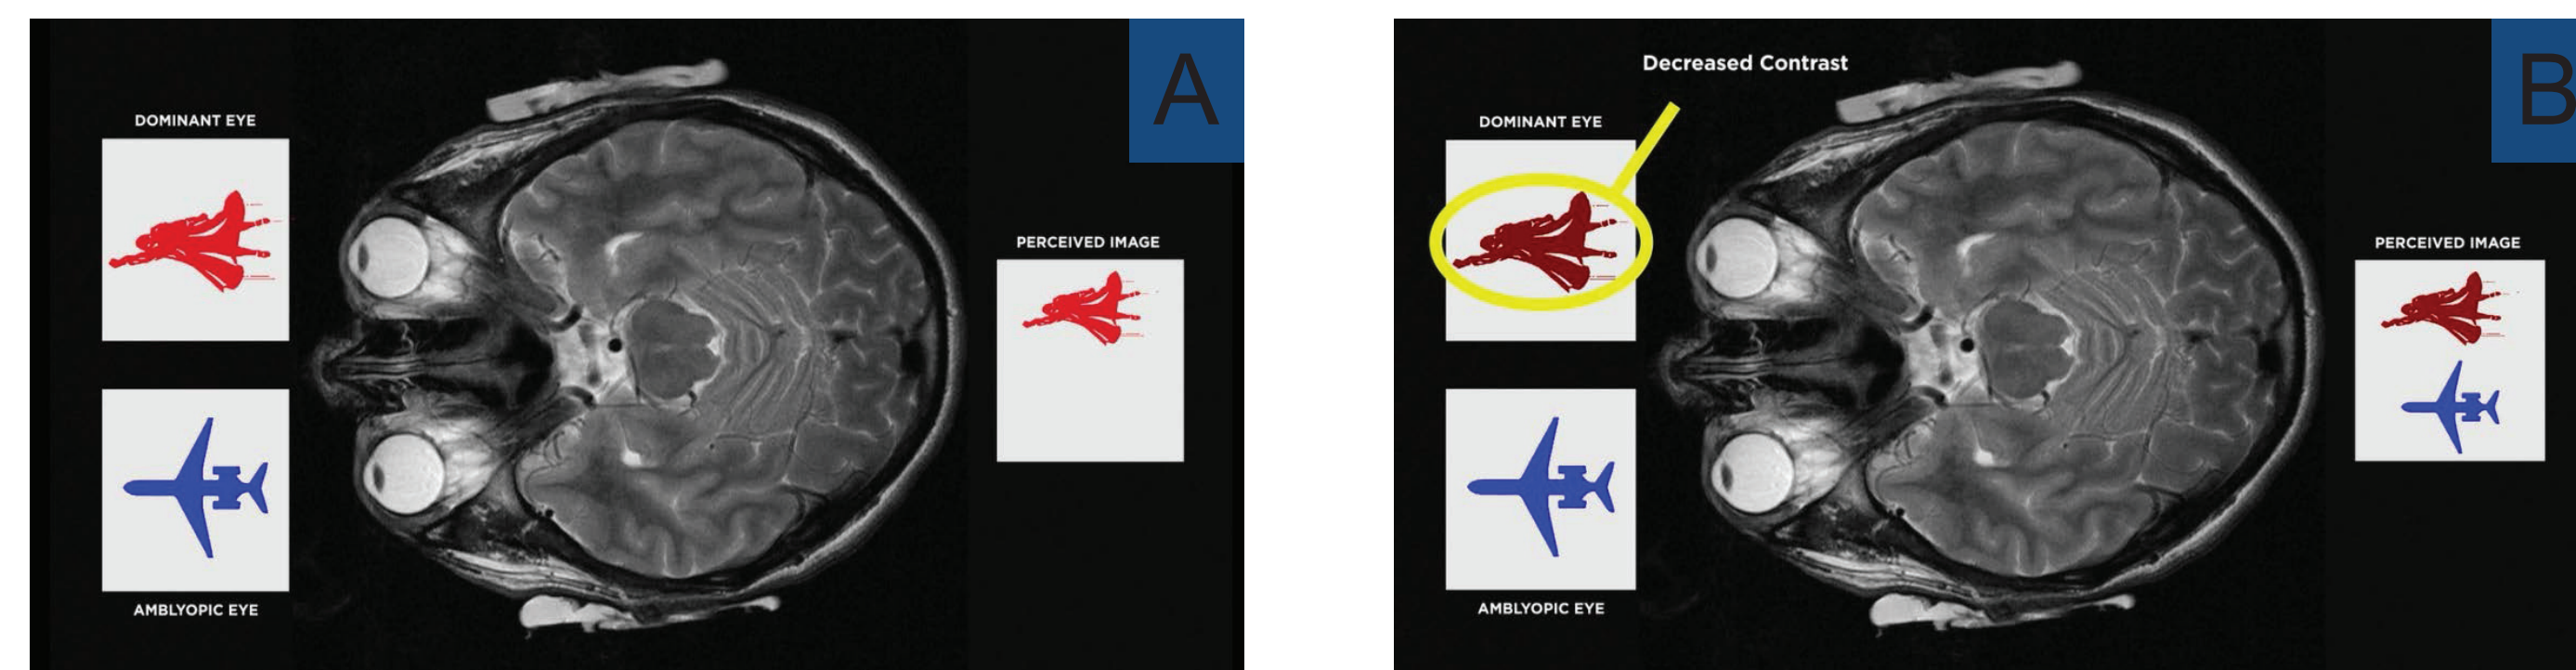 A
DOMINANT EYE
PERCEIVED IMAGE
AMBLYOPIC EYE
B
Decreased Contrast
DOMINANT EYE
PERCEIVED IMAGE
AMBLYOPIC EYE